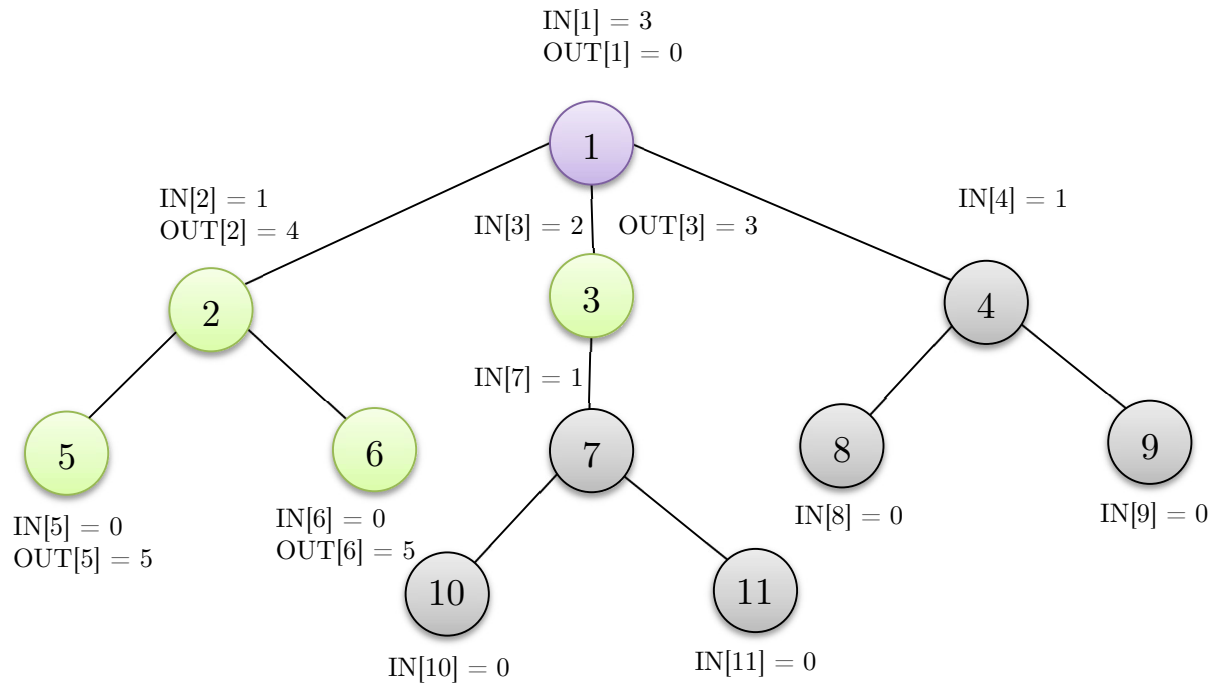 IN[1] = 3
OUT[1] = 0
1
IN[2] = 1
OUT[2] = 4
IN[3] = 2
OUT[3] = 3
IN[4] = 1
2
3
4
IN[7] = 1
5
6
7
8
9
IN[5] = 0
OUT[5] = 5
IN[6] = 0
OUT[6] = 5
IN[8] = 0
IN[9] = 0
10
11
IN[10] = 0
IN[11] = 0